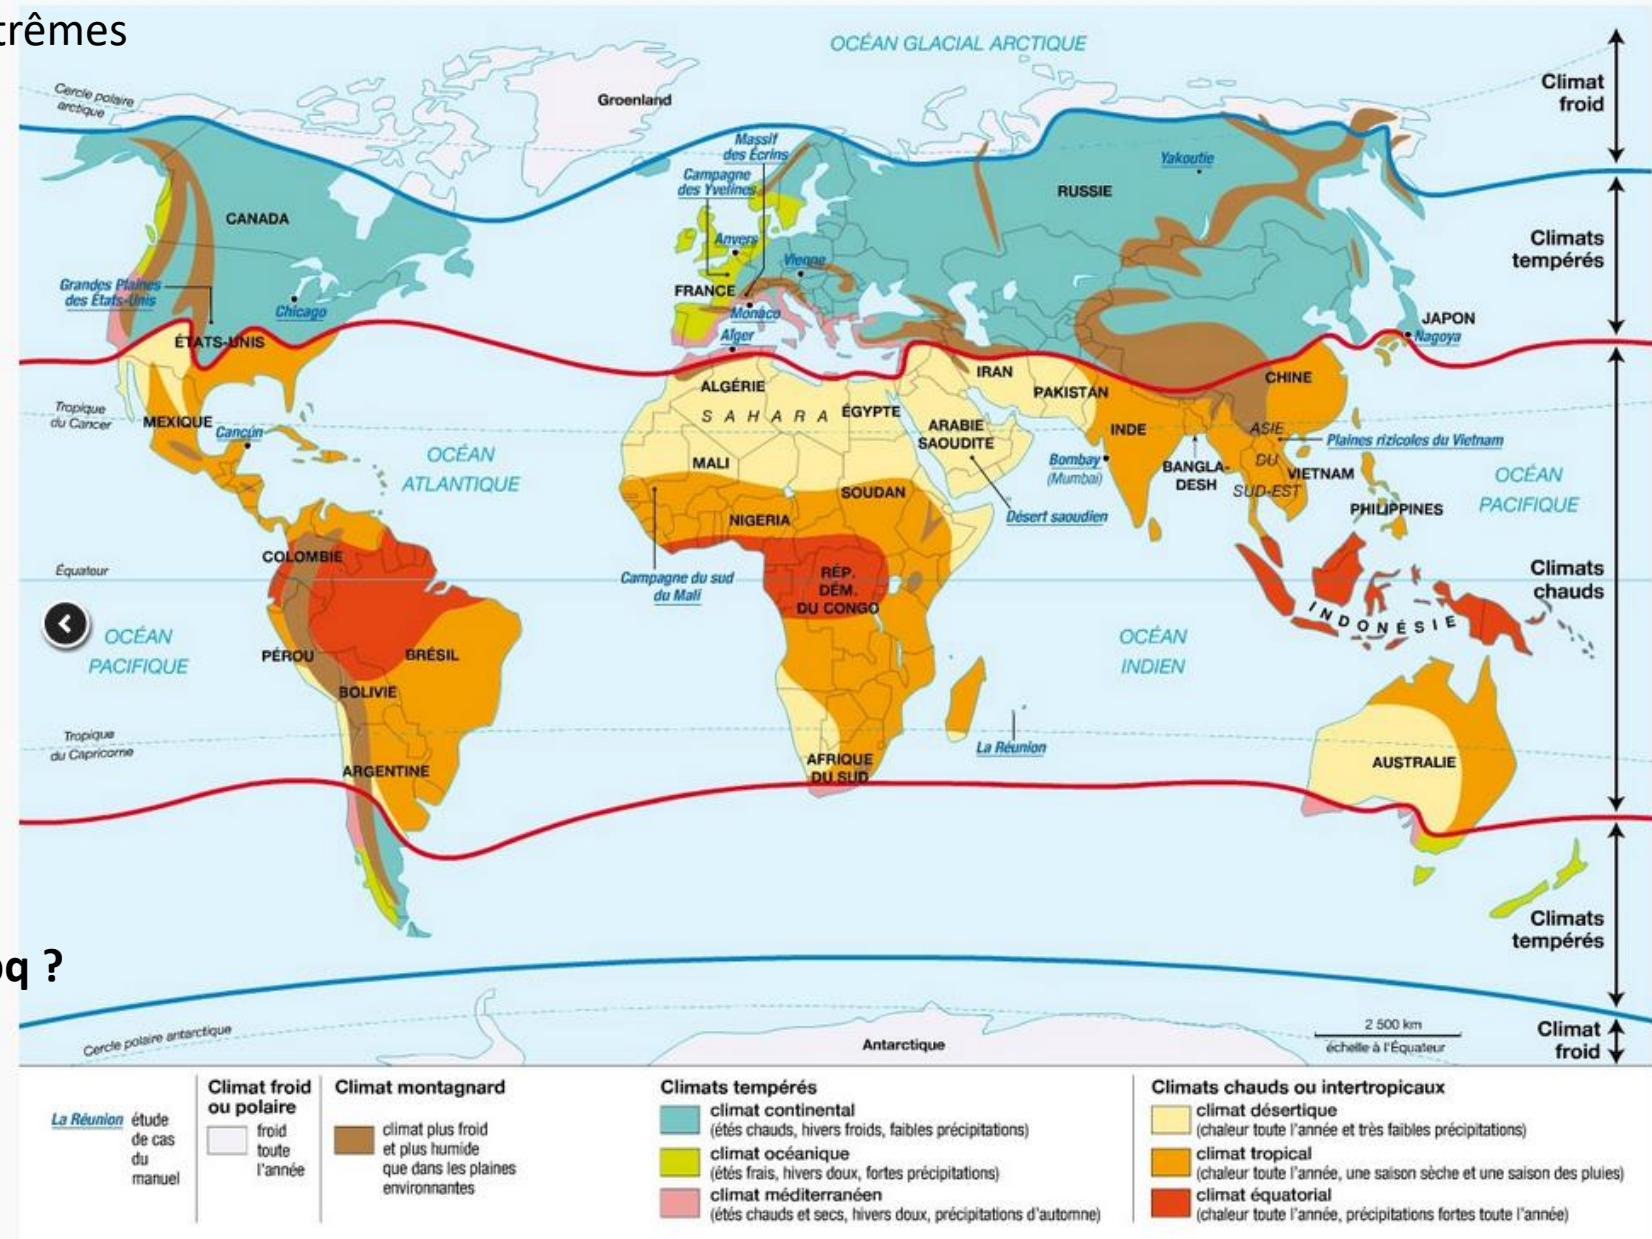 trêmes
OCÉAN GLACIAL ARCTIQUE
Climat
froid
Cercle polaire
arctique
Groenland
Massif
des Écrins
Campagne
des Yvelines
Yakoutie
RUSSIE
CANADA
Climats
tempérés
Anvers
Vienne
Grandes Plaines
des États-Unis
Chicago
FRANCE
Monaco
JAPON
Nagoya
Alger
ÉTATS-UNIS
IRAN
CHINE
ALGÉRIE
PAKISTAN
Tropique
du Cancer
MEXIQUE
SAHARA
ÉGYPTE
ARABIE
SAOUDITE
INDE
ASIE
DU
SUD-EST
Cancún
Plaines rizicoles du Vietnam
OCÉAN
ATLANTIQUE
MALI
Bombay
(Mumbai)
BANGLA-
DESH
VIETNAM
OCÉAN
PACIFIQUE
SOUDAN
NIGERIA
Désert saoudien
PHILIPPINES
COLOMBIE
Équateur
Campagne du sud
du Mali
RÉP.
DÉM.
DU CONGO
Climats
chauds
INDONÉSIE
OCÉAN
PACIFIQUE
OCÉAN
INDIEN
PÉROU
BRÉSIL
BOLIVIE
Tropique
du Capricorne
La Réunion
AFRIQUE
DU SUD
ARGENTINE
AUSTRALIE
Climats
tempérés
oq ?
Cercle polaire antarctique
Antarctique
2 500 km
échelle à l'Équateur
Climat
froid
La Réunion étude
de cas
du
manuel
Climat froid
ou polaire
froid
toute
l'année
Climat montagnard
climat plus froid
et plus humide
que dans les plaines
environnantes
Climats tempérés
climat continental
(étés chauds, hivers froids, faibles précipitations)
climat océanique
(étés frais, hivers doux, fortes précipitations)
climat méditerranéen
(étés chauds et secs, hivers doux, précipitations d'automne)
Climats chauds ou intertropicaux
climat désertique
(chaleur toute l'année et très faibles précipitations)
climat tropical
(chaleur toute l'année, une saison sèche et une saison des pluies)
climat équatorial
(chaleur toute l'année, précipitations fortes toute l'année)